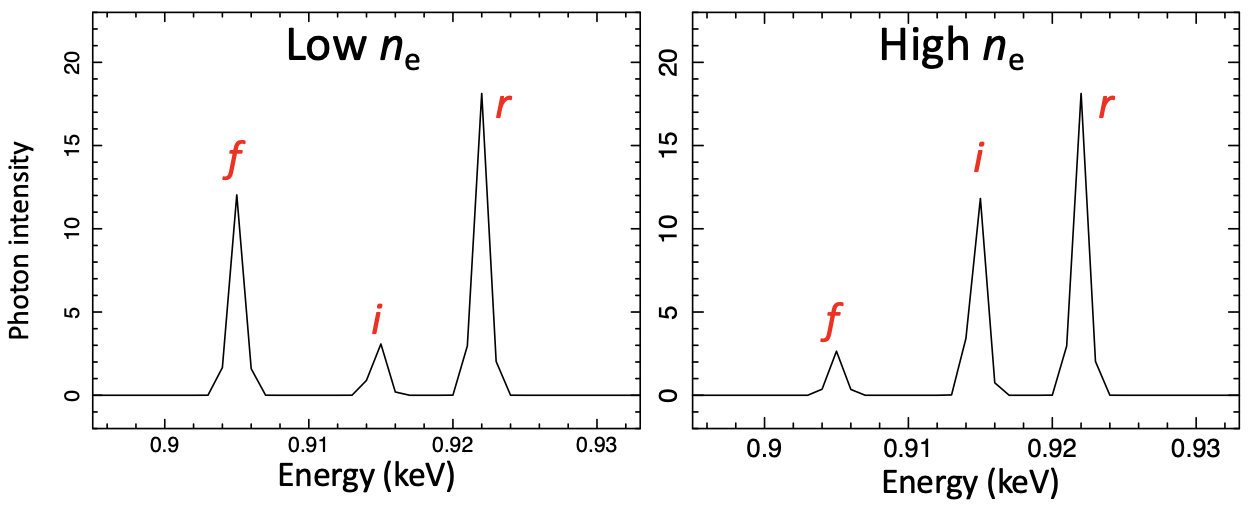 Low nₑ
Photon intensity
20
15
10
5
0
f
i
r
0.9
0.91
0.92
0.93
Energy (keV)
High nₑ
20
15
10
5
0
f
i
r
0.9
0.91
0.92
0.93
Energy (keV)